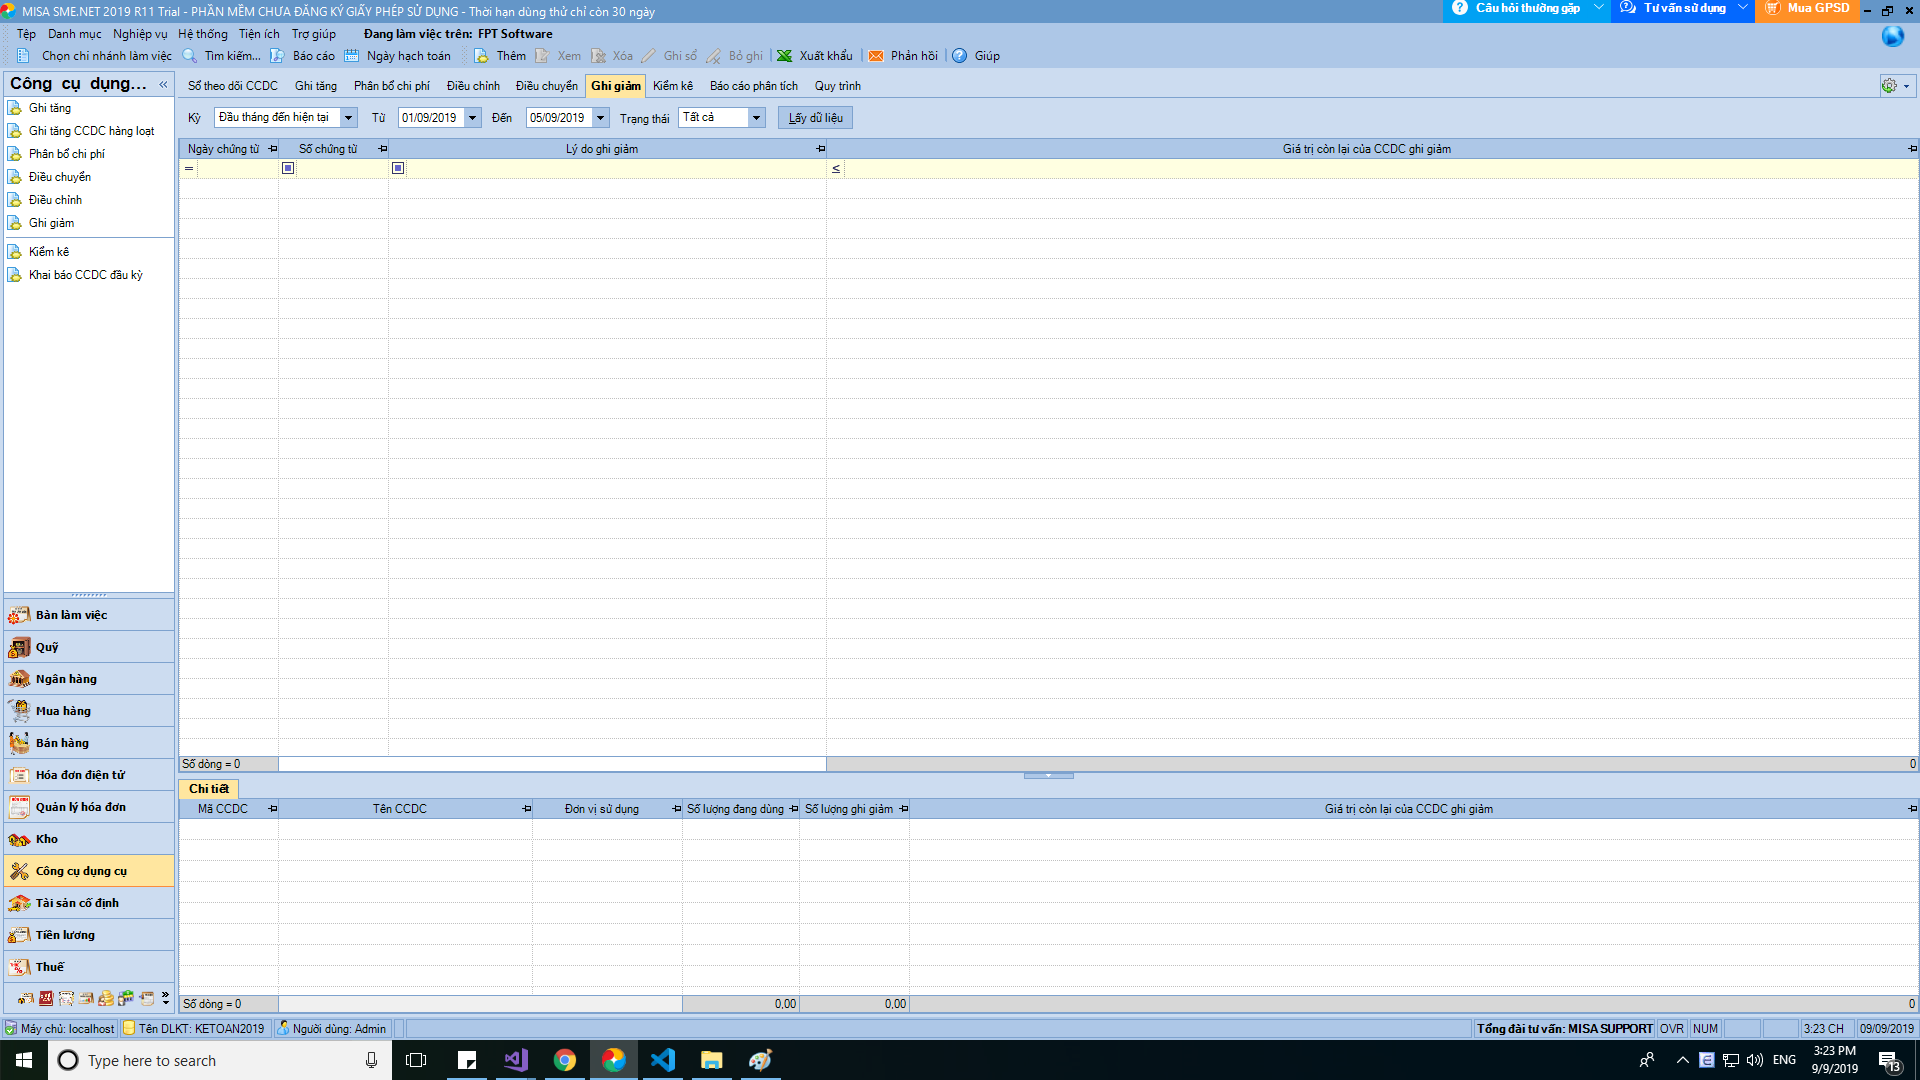 MISA SME.NET 2019 R11 Trial - PHẦN MỀM CHƯA ĐĂNG KÝ GIẤY PHÉP SỬ DỤNG - Thời hạn dùng thử chỉ còn 30 ngày
Câu hỏi thường gặp
Tư vấn sử dụng
Mua GPSD
Tệp Danh mục Nghiệp vụ Hệ thống Tiện ích Trợ giúp Đang làm việc trên: FPT Software
Chọn chi nhánh làm việc Tìm kiếm... Báo cáo Ngày hạch toán Thêm Xem Xóa Ghi sổ Bỏ ghi Xuất khẩu Phản hồi Giúp
Công cụ dụng... «
Ghi tăng
Ghi tăng CCDC hàng loạt
Phân bổ chi phí
Điều chuyển
Điều chỉnh
Ghi giảm
Kiểm kê
Khai báo CCDC đầu kỳ
Bàn làm việc
Quỹ
Ngân hàng
Mua hàng
Bán hàng
Hóa đơn điện tử
Quản lý hóa đơn
Kho
Công cụ dụng cụ
Tài sản cố định
Tiền lương
Thuế
Sổ theo dõi CCDC Ghi tăng Phân bổ chi phí Điều chỉnh Điều chuyển Ghi giảm Kiểm kê Báo cáo phân tích Quy trình
Kỳ Đầu tháng đến hiện tại Từ 01/09/2019 Đến 05/09/2019 Trạng thái Tất cả Lấy dữ liệu
Ngày chứng từ Số chứng từ Lý do ghi giảm Giá trị còn lại của CCDC ghi giảm
= ≤
Số dòng = 0 0
Chi tiết
Mã CCDC Tên CCDC Đơn vị sử dụng Số lượng đang dùng Số lượng ghi giảm Giá trị còn lại của CCDC ghi giảm
Số dòng = 0 0,00 0,00 0
Máy chủ: localhost Tên DLKT: KETOAN2019 Người dùng: Admin Tổng đài tư vấn: MISA SUPPORT OVR NUM 3:23 CH 09/09/2019
Type here to search
ENG
3:23 PM
9/9/2019
13